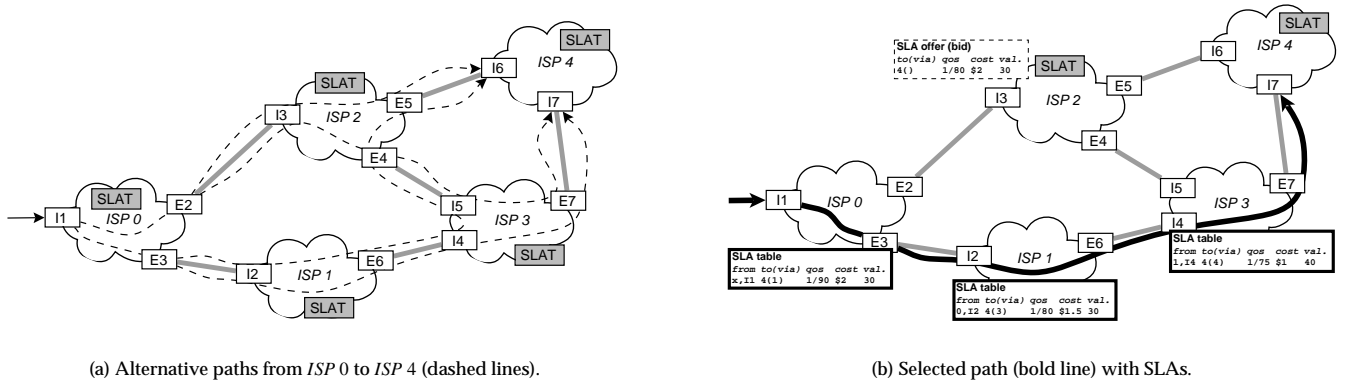 SLAT
ISP 4
I6
I7
SLAT
ISP 2
E5
I3
E4
SLAT
ISP 0
I1
E2
E3
I5
I4
ISP 3
E7
SLAT
I2
ISP 1
E6
SLAT
(a) Alternative paths from ISP 0 to ISP 4 (dashed lines).
SLA offer (bid)
to(via) qos cost val.
4() 1/80 $2 30
SLAT
ISP 4
I6
I7
SLAT
ISP 2
E5
I3
E4
I1
ISP 0
E2
E3
I5
I4
ISP 3
E7
I2
ISP 1
E6
SLA table
from to(via) qos cost val.
x,I1 4(1) 1/90 $2 30
SLA table
from to(via) qos cost val.
0,I2 4(3) 1/80 $1.5 30
SLA table
from to(via) qos cost val.
1,I4 4(4) 1/75 $1 40
(b) Selected path (bold line) with SLAs.